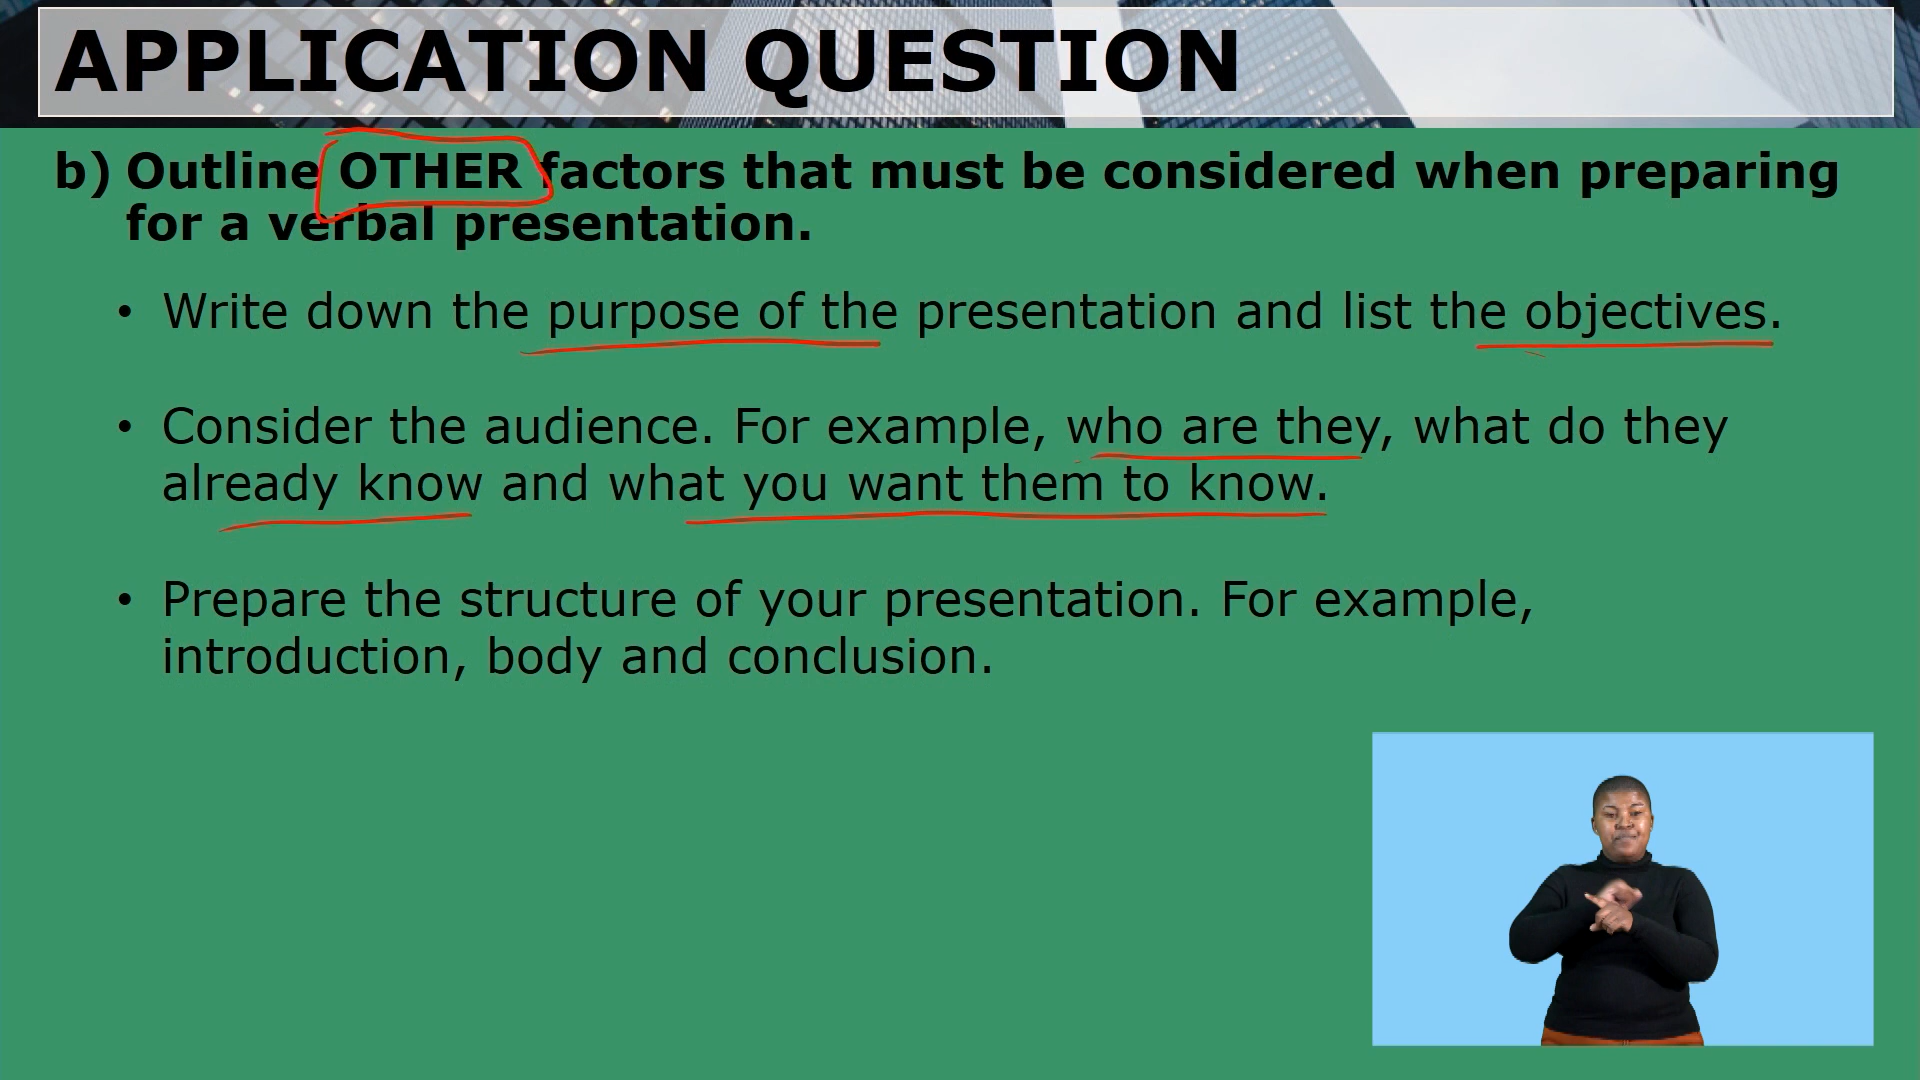 APPLICATION QUESTION
b) Outline OTHER factors that must be considered when preparing
for a verbal presentation.
• Write down the purpose of the presentation and list the objectives.
• Consider the audience. For example, who are they, what do they
already know and what you want them to know.
• Prepare the structure of your presentation. For example,
introduction, body and conclusion.